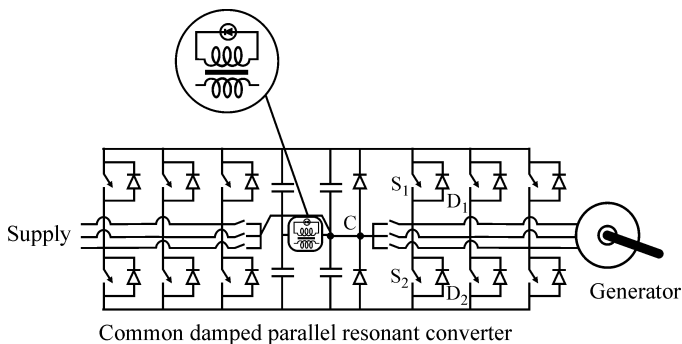 S1
D1
C
Supply
S2
D2
Generator
Common damped parallel resonant converter